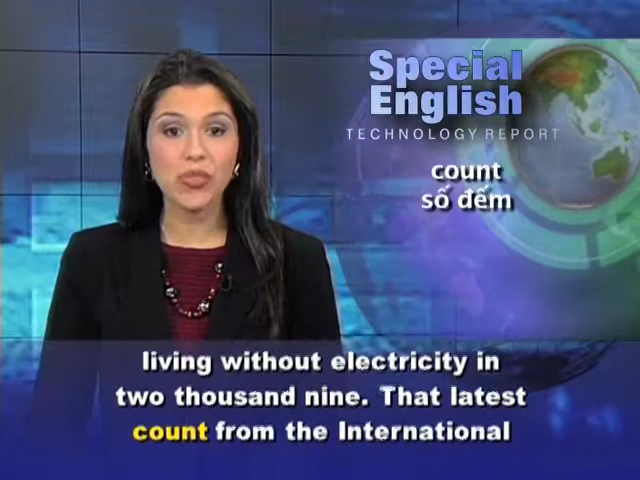 Special
English
TECHNOLOGY REPORT
count
số đếm
living without electricity in
two thousand nine. That latest
count from the International